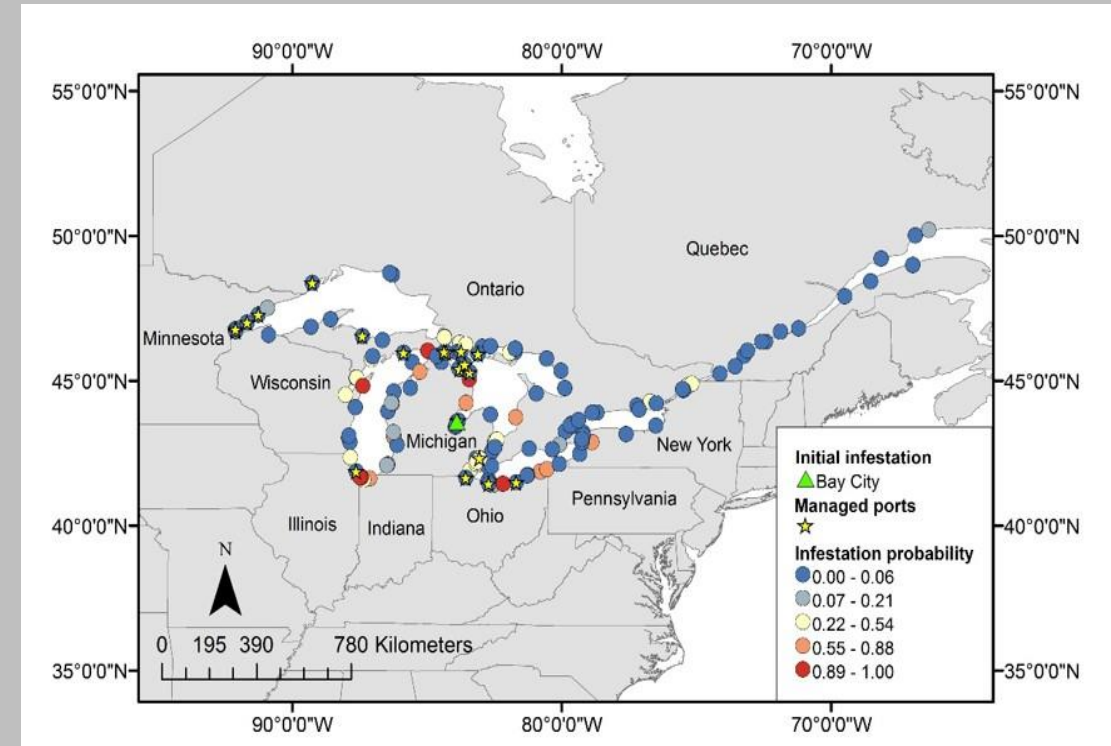 90°0'0"W 80°0'0"W 70°0'0"W
55°0'0"N 55°0'0"N
50°0'0"N 50°0'0"N
Quebec
Ontario
Minnesota
45°0'0"N 45°0'0"N
Wisconsin
Michigan
New York
Pennsylvania
Illinois
Indiana
Ohio
40°0'0"N 40°0'0"N
N
0 195 390 780 Kilometers
35°0'0"N 35°0'0"N
Initial infestation
Bay City
Managed ports
Infestation probability
0.00 - 0.06
0.07 - 0.21
0.22 - 0.54
0.55 - 0.88
0.89 - 1.00
90°0'0"W 80°0'0"W 70°0'0"W